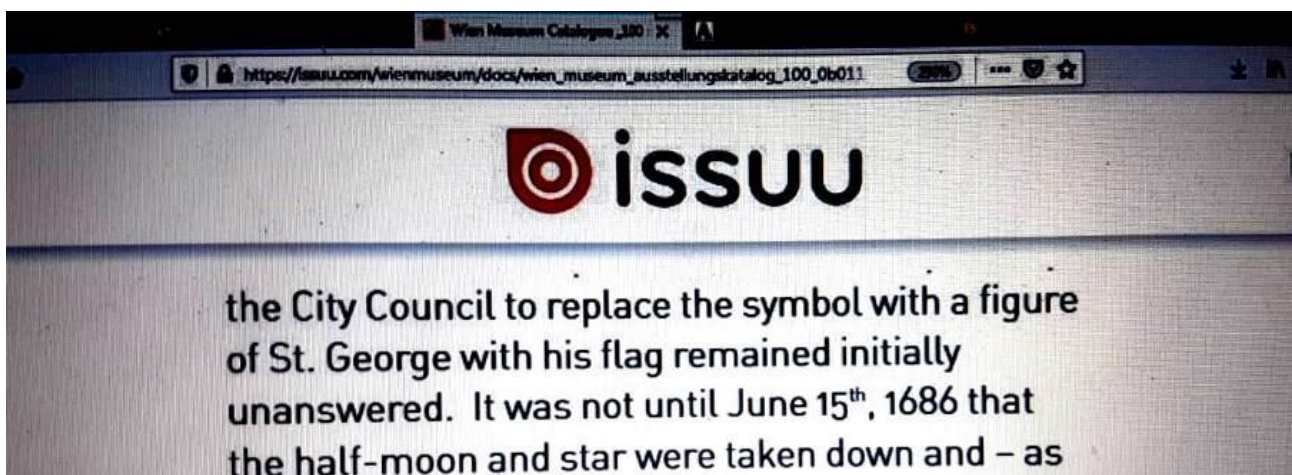 Wien Museum Catalogue_100
https://issuu.com/wienmuseum/docs/wien_museum_ausstellungskatalog_100_0b011
issuu
the City Council to replace the symbol with a figure
of St. George with his flag remained initially
unanswered. It was not until June 15th, 1686 that
the half-moon and star were taken down and – as